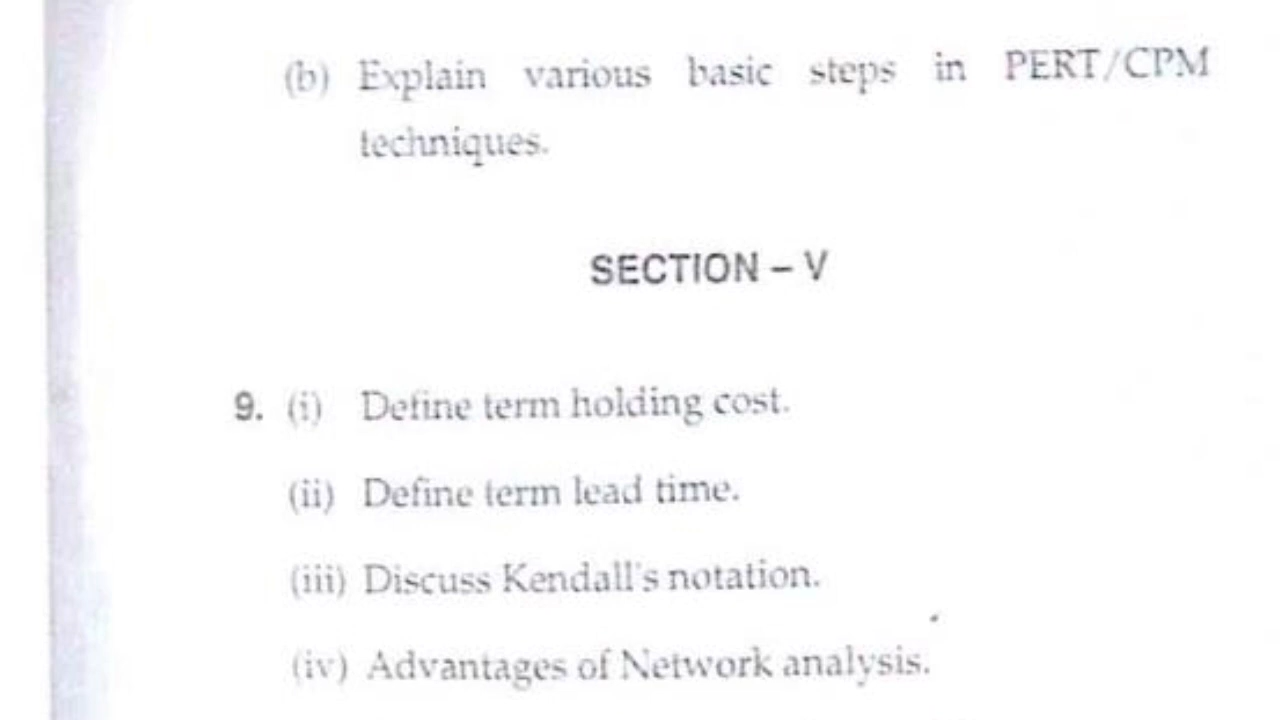 (b) Explain various basic steps in PERT/CPM
techniques.
SECTION – V
9. (i) Define term holding cost.
(ii) Define term lead time.
(iii) Discuss Kendall's notation.
(iv) Advantages of Network analysis.